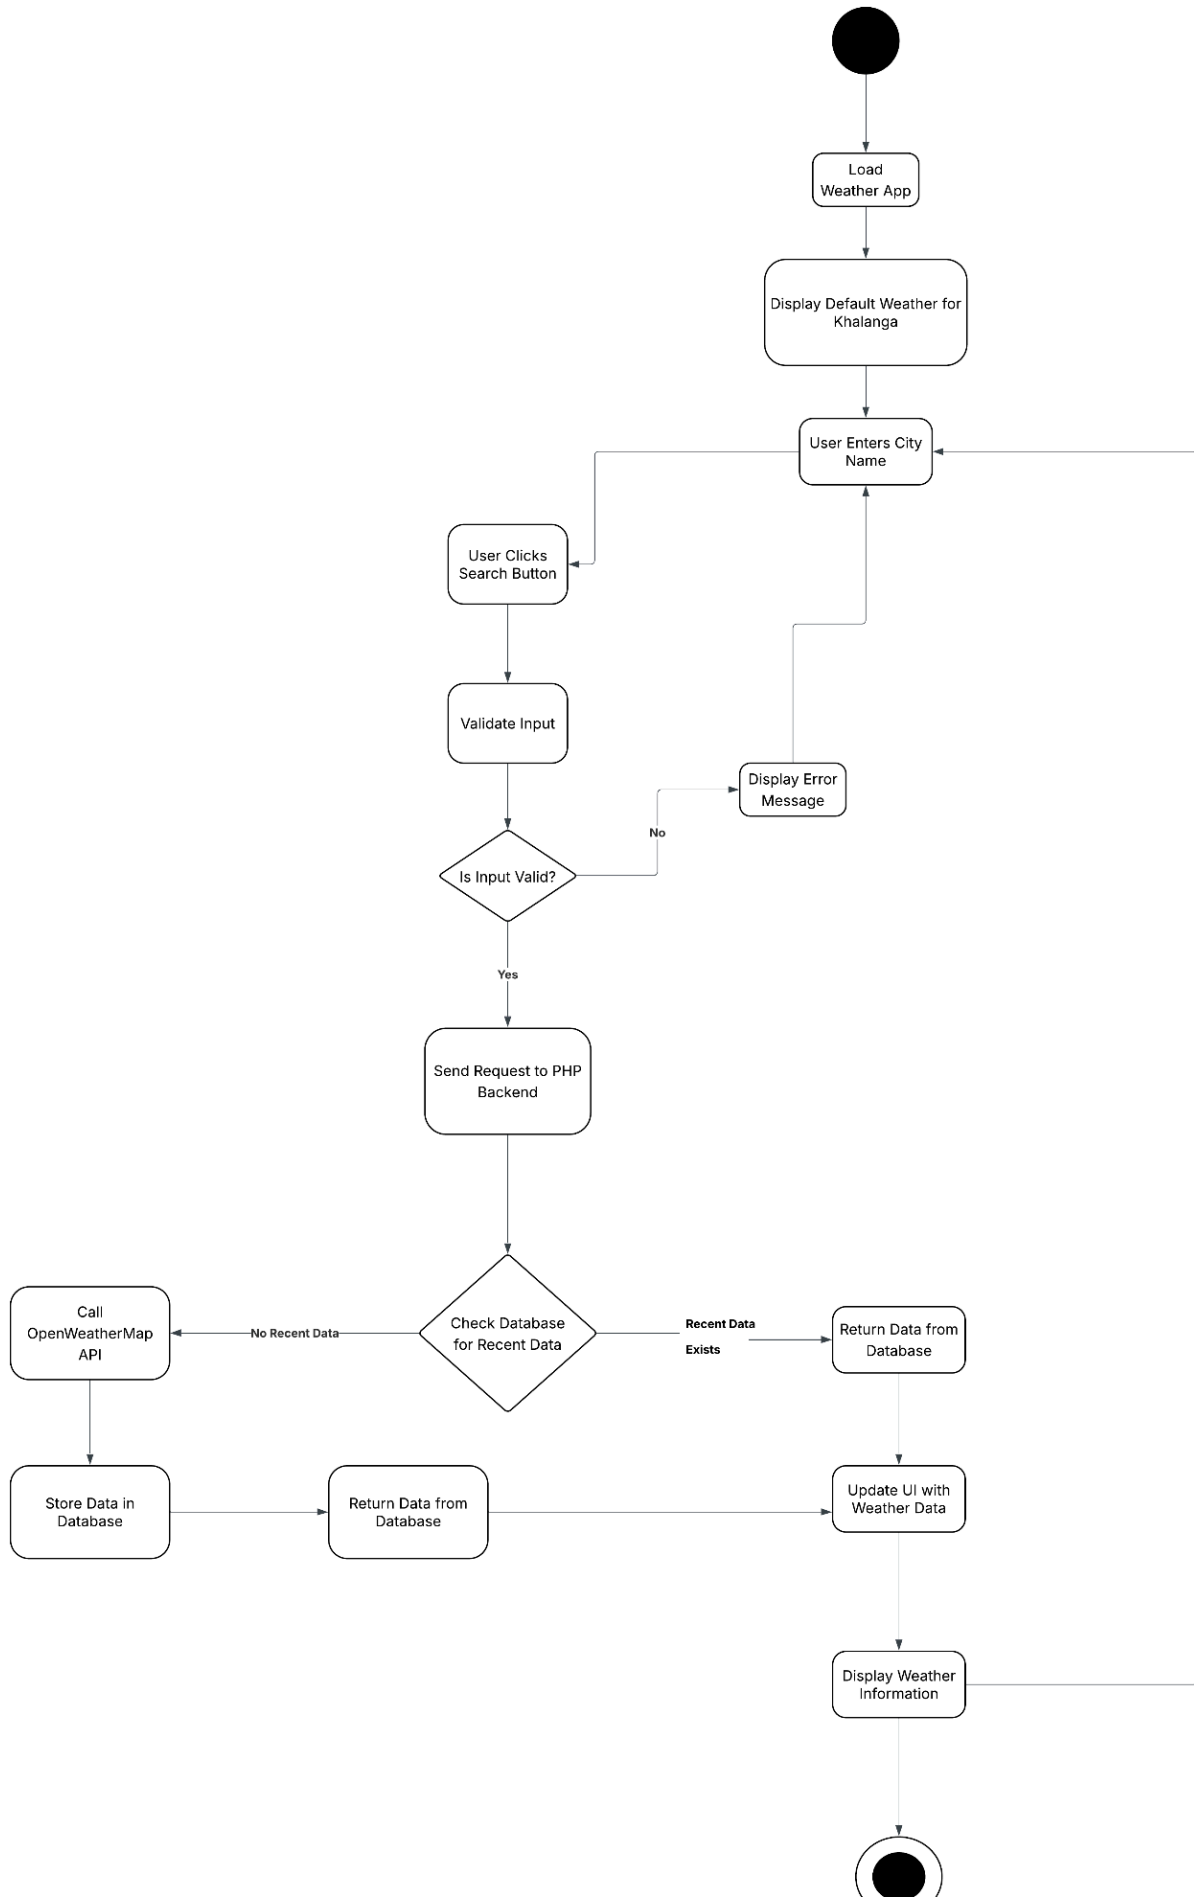 Load
Weather App
Display Default Weather for
Khalanga
User Enters City
Name
User Clicks
Search Button
Validate Input
Display Error
Message
No
Is Input Valid?
Yes
Send Request to PHP
Backend
Call
OpenWeatherMap
API
No Recent Data
Check Database
for Recent Data
Recent Data
Exists
Return Data from
Database
Store Data in
Database
Return Data from
Database
Update UI with
Weather Data
Display Weather
Information